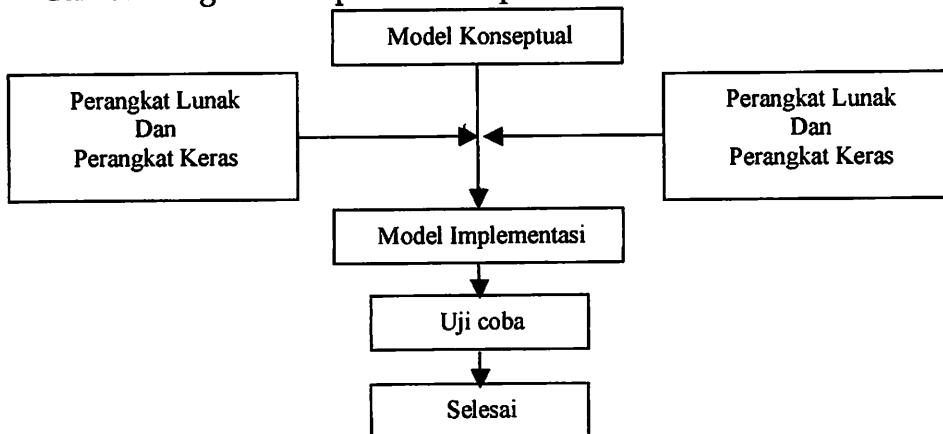 Model Konseptual
Perangkat Lunak
Dan
Perangkat Keras
Perangkat Lunak
Dan
Perangkat Keras
Model Implementasi
Uji coba
Selesai